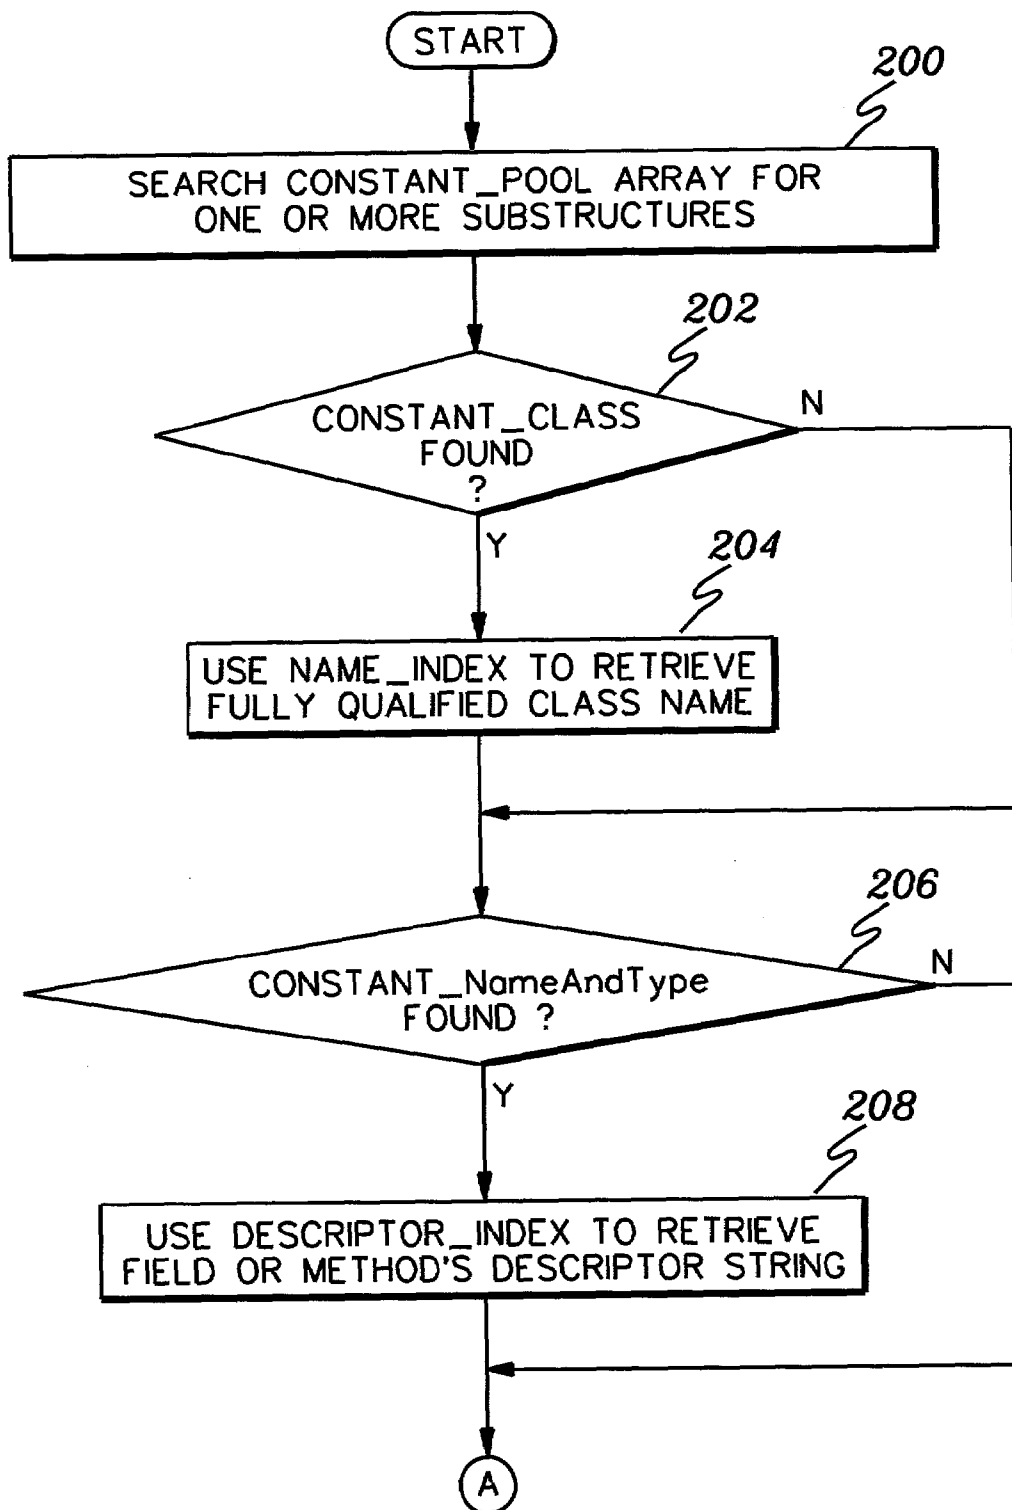 START
200
SEARCH CONSTANT_POOL ARRAY FOR
ONE OR MORE SUBSTRUCTURES
202
CONSTANT_CLASS
FOUND
?
N
Y
204
USE NAME_INDEX TO RETRIEVE
FULLY QUALIFIED CLASS NAME
206
CONSTANT_NameAndType
FOUND ?
N
Y
208
USE DESCRIPTOR_INDEX TO RETRIEVE
FIELD OR METHOD'S DESCRIPTOR STRING
A